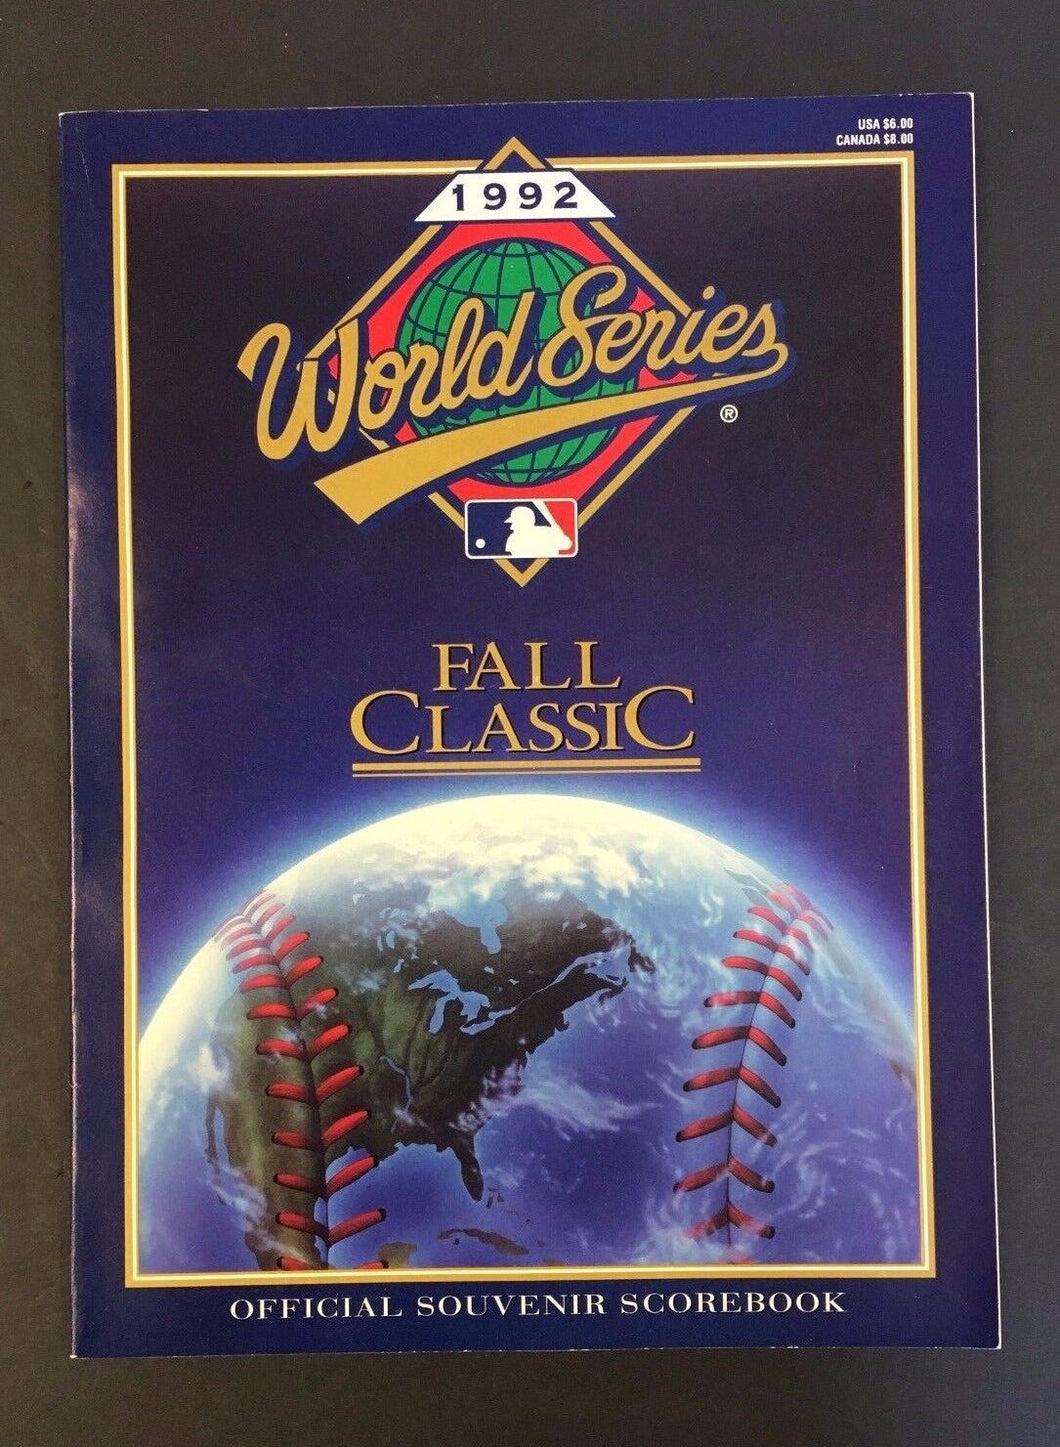 USA $6.00
CANADA $8.00
1992
World Series
®
FALL
CLASSIC
OFFICIAL SOUVENIR SCOREBOOK